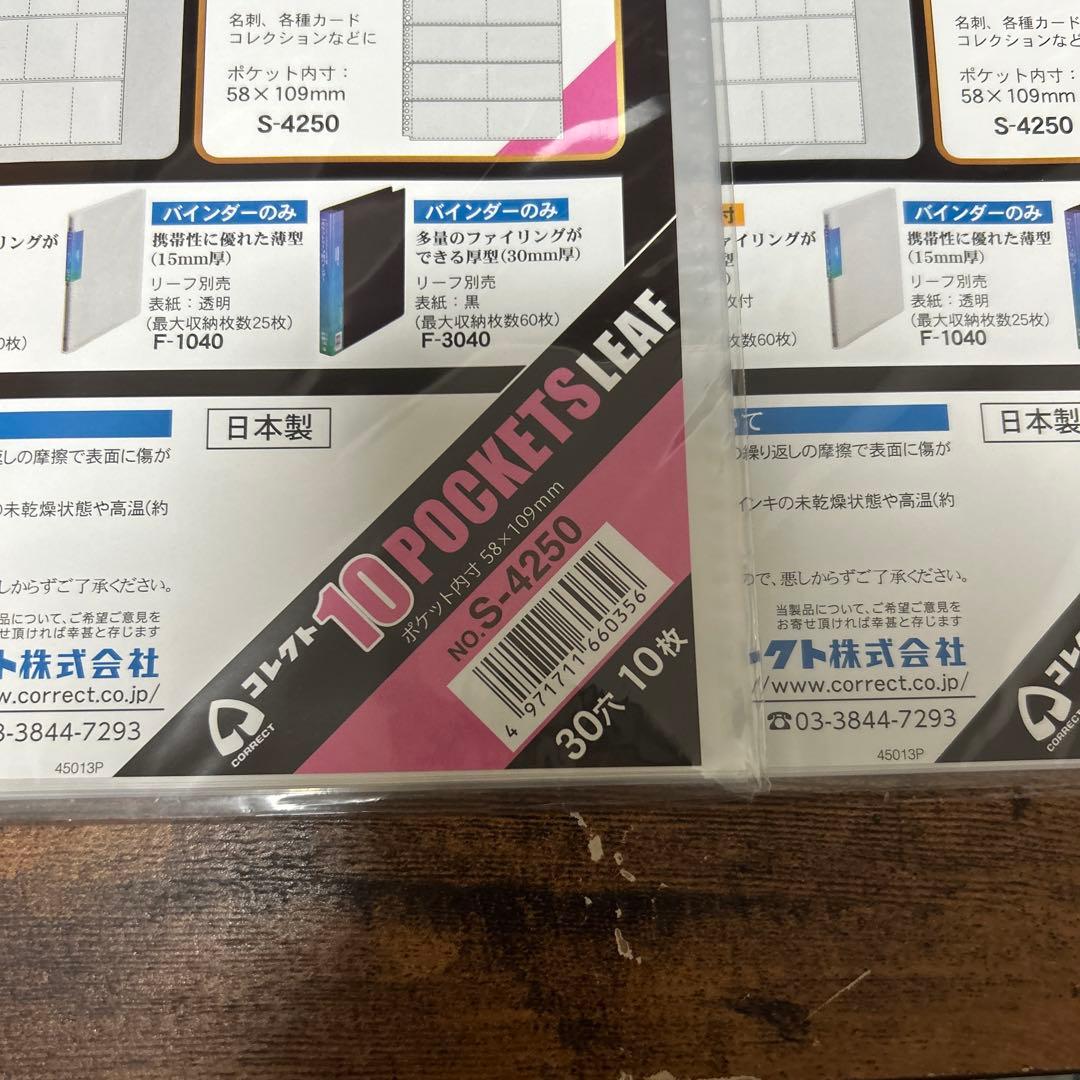 名刺、各種カード
コレクションなどに
ポケット内寸：
58×109mm
S-4250
リングが
バインダーのみ
携帯性に優れた薄型
(15mm厚)
リーフ別売
表紙：透明
(最大収納枚数25枚)
F-1040
バインダーのみ
多量のファイリングが
できる厚型(30mm厚)
リーフ別売
表紙：黒
(最大収納枚数60枚)
F-3040
日本製
返しの摩擦で表面に傷が
の未乾燥状態や高温(約
しからずご了承ください。
品について、ご希望ご意見を
せ頂ければ幸甚と存じます
ト株式会社
w.correct.co.jp/
3-3844-7293
45013P
CORRECT
コレクト
10 POCKETS LEAF
ポケット内寸 58×109mm
NO. S-4250
4 971711 660356
30穴 10枚
名刺、各種カード
コレクションなど
ポケット内寸：
58×109mm
S-4250
付
ァイリングが
枚付
枚数60枚)
バインダーのみ
携帯性に優れた薄型
(15mm厚)
リーフ別売
表紙：透明
(最大収納枚数25枚)
F-1040
て
日本製
の繰り返しの摩擦で表面に傷が
インキの未乾燥状態や高温(約
ので、悪しからずご了承ください。
当製品について、ご希望ご意見を
お寄せ頂ければ幸甚と存じます
クト株式会社
/www.correct.co.jp/
☎03-3844-7293
45013P
CORRECT